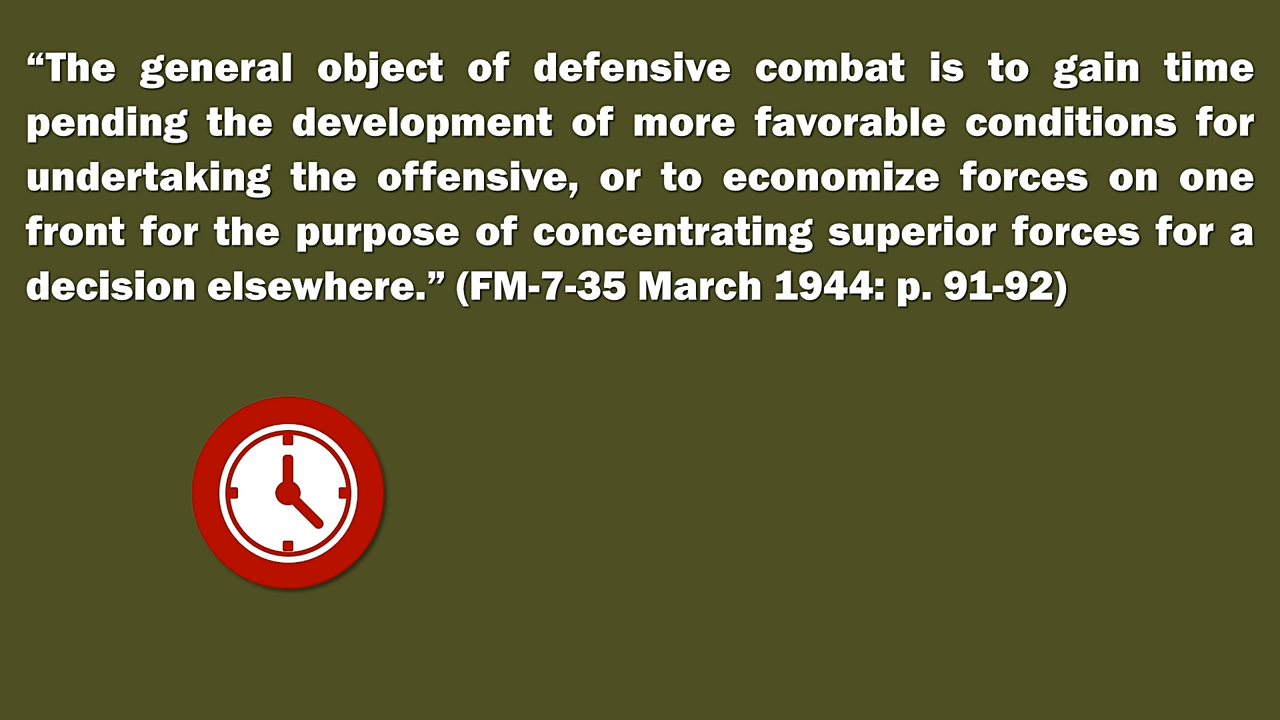 “The general object of defensive combat is to gain time
pending the development of more favorable conditions for
undertaking the offensive, or to economize forces on one
front for the purpose of concentrating superior forces for a
decision elsewhere.” (FM-7-35 March 1944: p. 91-92)